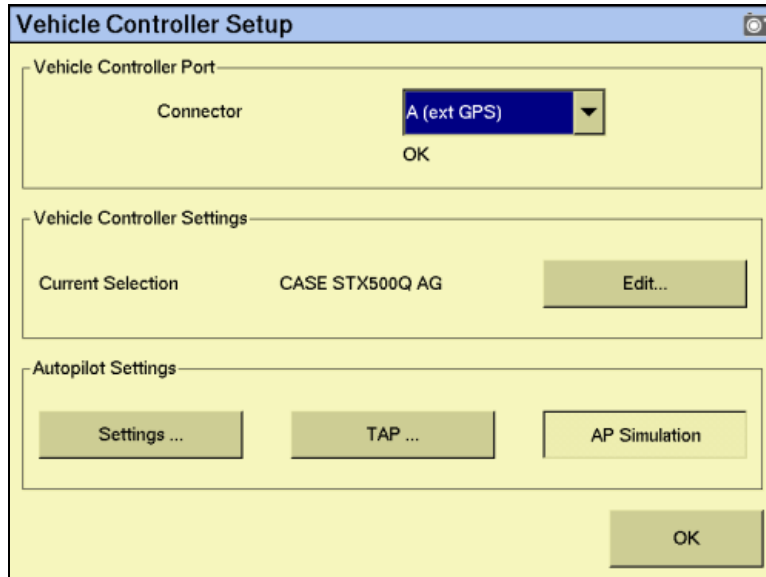 Vehicle Controller Setup
Vehicle Controller Port
Connector A (ext GPS)
OK
Vehicle Controller Settings
Current Selection CASE STX500Q AG Edit...
Autopilot Settings
Settings ... TAP ... AP Simulation
OK